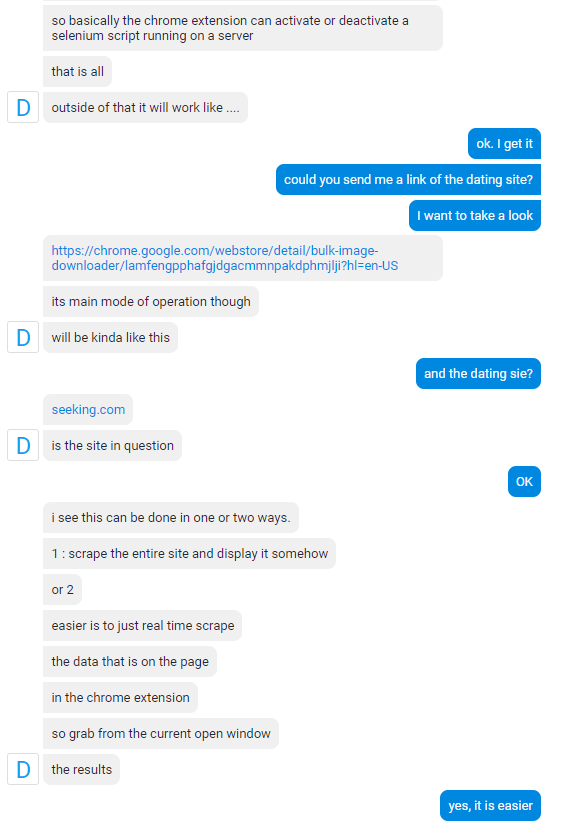 so basically the chrome extension can activate or deactivate a
selenium script running on a server
that is all
D
outside of that it will work like ....
ok. I get it
could you send me a link of the dating site?
I want to take a look
https://chrome.google.com/webstore/detail/bulk-image-
downloader/lamfengpphafgjdgacmmnpakdphmjlji?hl=en-US
its main mode of operation though
D
will be kinda like this
and the dating sie?
seeking.com
D
is the site in question
OK
i see this can be done in one or two ways.
1 : scrape the entire site and display it somehow
or 2
easier is to just real time scrape
the data that is on the page
in the chrome extension
so grab from the current open window
D
the results
yes, it is easier